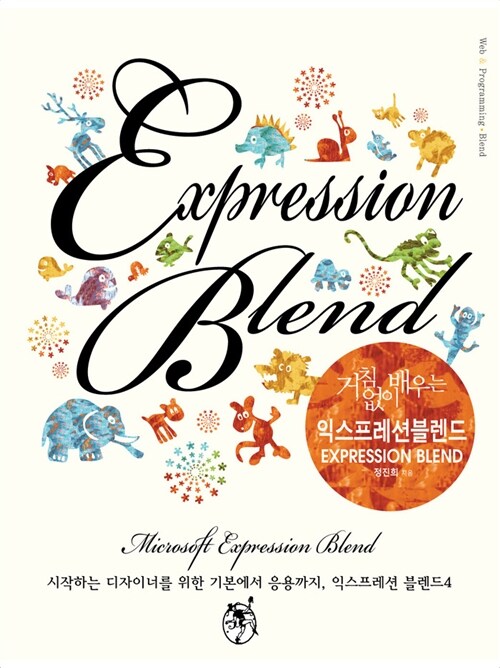 Web & Programming • Blend
Expression
Blend
거침
없이 배우는
익스프레션블렌드
EXPRESSION BLEND
정진희 지음
Microsoft Expression Blend
시작하는 디자이너를 위한 기본에서 응용까지, 익스프레션 블렌드4